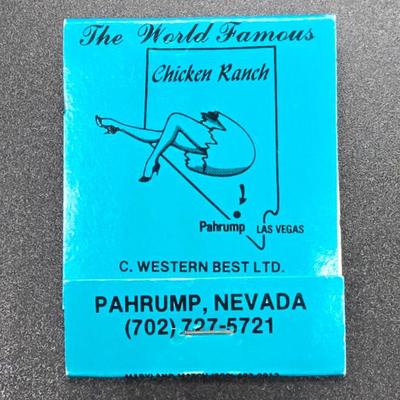 The World Famous
Chicken Ranch
Pahrump
LAS VEGAS
C. WESTERN BEST LTD.
PAHRUMP, NEVADA
(702) 727-5721